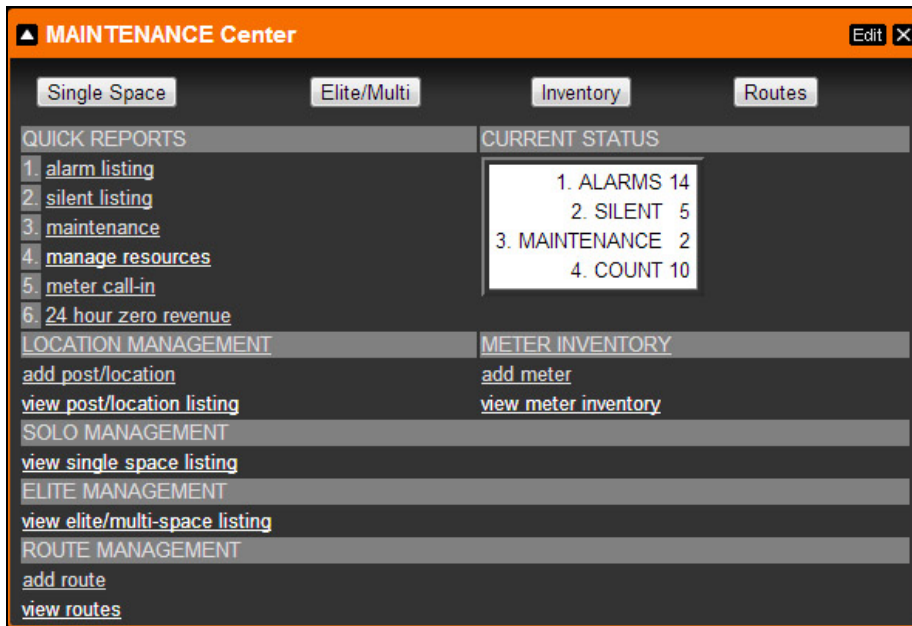 MAINTENANCE Center
Edit X
Single Space Elite/Multi Inventory Routes
QUICK REPORTS
1. alarm listing
2. silent listing
3. maintenance
4. manage resources
5. meter call-in
6. 24 hour zero revenue
CURRENT STATUS
1. ALARMS 14
2. SILENT 5
3. MAINTENANCE 2
4. COUNT 10
LOCATION MANAGEMENT
add post/location
view post/location listing
METER INVENTORY
add meter
view meter inventory
SOLO MANAGEMENT
view single space listing
ELITE MANAGEMENT
view elite/multi-space listing
ROUTE MANAGEMENT
add route
view routes